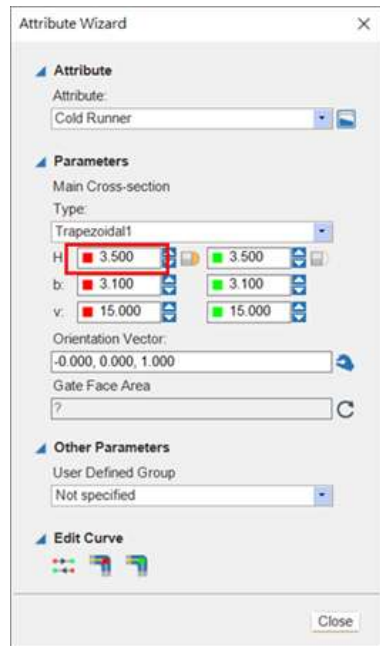 Attribute Wizard
Attribute
Attribute:
Cold Runner
Parameters
Main Cross-section
Type:
Trapezoidal1
H 3.500 3.500
b: 3.100 3.100
v: 15.000 15.000
Orientation Vector:
-0.000, 0.000, 1.000
Gate Face Area
?
Other Parameters
User Defined Group
Not specified
Edit Curve
Close